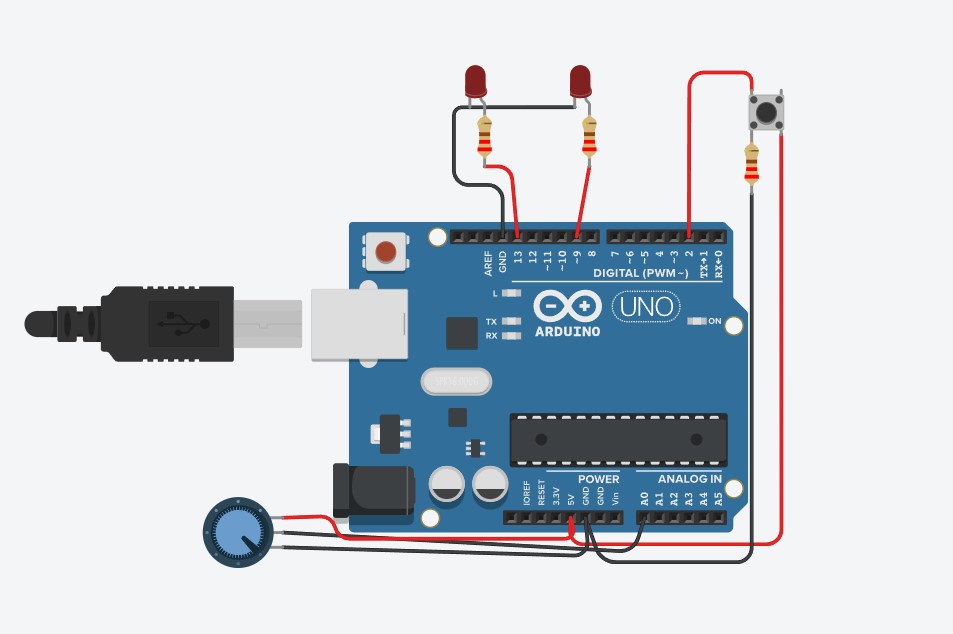 AREF
GND
13
12
~11
~10
~9
8
7
~6
~5
4
~3
2
TX→1
RX←0
DIGITAL (PWM~)
L
TX
RX
ARDUINO
UNO
ON
POWER
ANALOG IN
IOREF
RESET
3.3V
5V
GND
GND
Vin
A0
A1
A2
A3
A4
A5